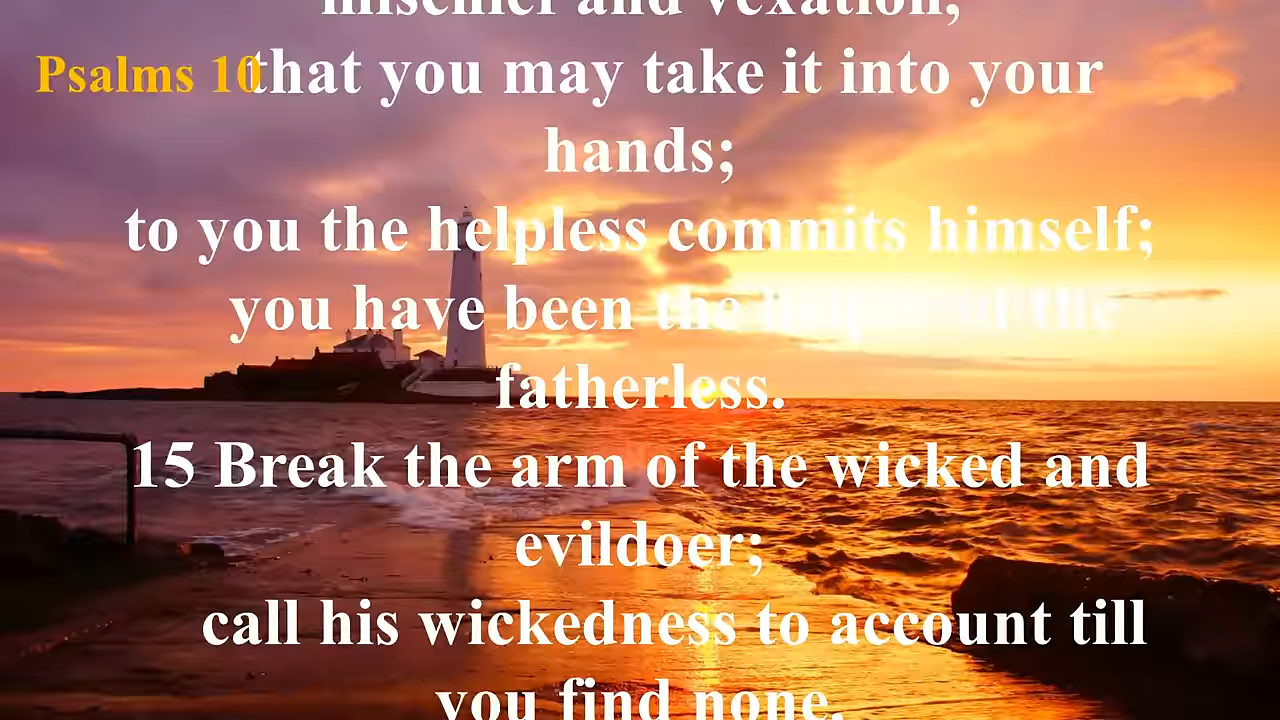 mischief and vexation,
Psalms 10
that you may take it into your
hands;
to you the helpless commits himself;
you have been the helper of the
fatherless.
15 Break the arm of the wicked and
evildoer;
call his wickedness to account till
you find none.